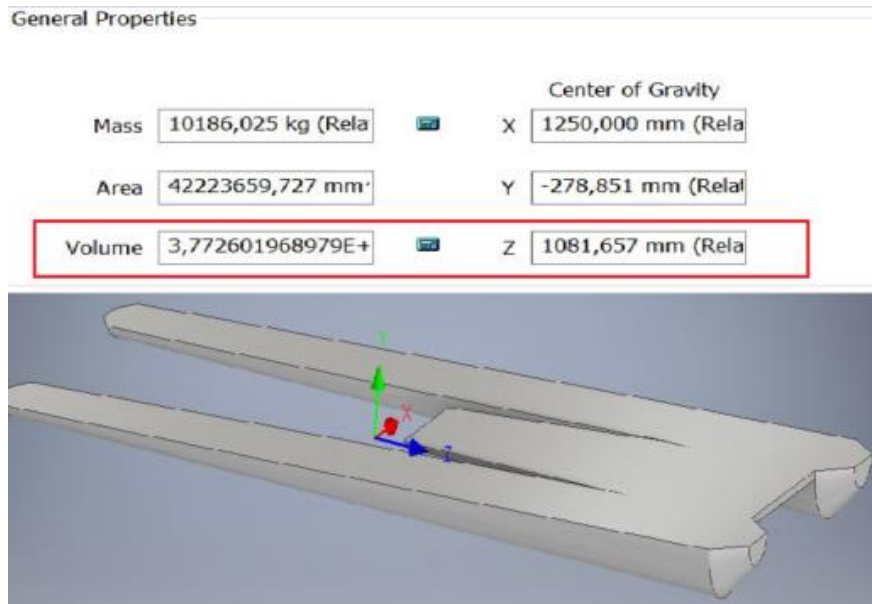 General Properties
Center of Gravity
Mass 10186,025 kg (Rela X 1250,000 mm (Rela
Area 42223659,727 mm Y -278,851 mm (Relat
Volume 3,772601968979E+ Z 1081,657 mm (Rela
Y
X
Z